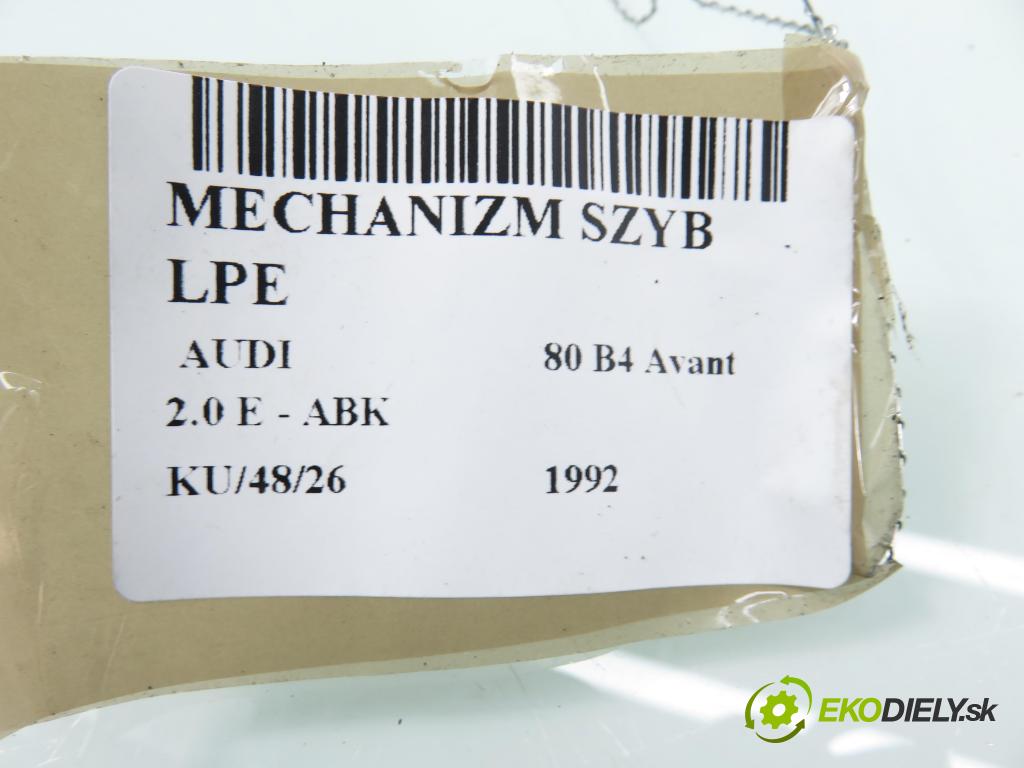 MECHANIZM SZYB
LPE
AUDI 80 B4 Avant
2.0 E - ABK
KU/48/26 1992
EKODIELY.sk